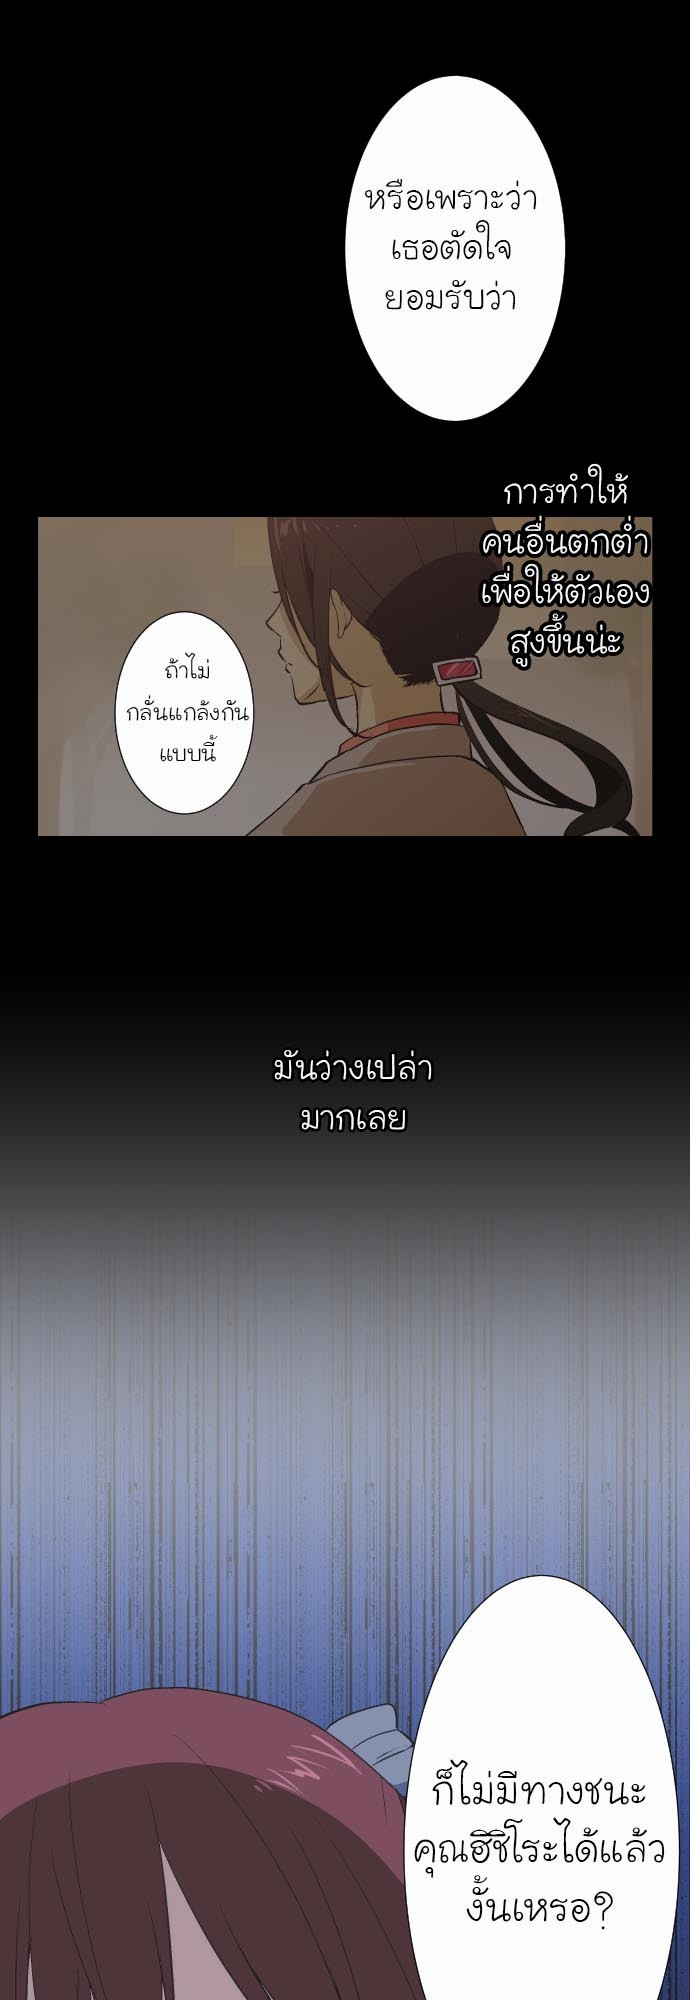 หรือเพราะว่า
เธอตัดใจ
ยอมรับว่า
การทำให้
คนอื่นตกต่ำ
เพื่อให้ตัวเอง
สูงขึ้นน่ะ
ถ้าไม่
กลั่นแกล้งกัน
แบบนี้
มันว่างเปล่า
มากเลย
ก็ไม่มีทางชนะ
คุณฮิชิโระได้แล้ว
งั้นเหรอ?